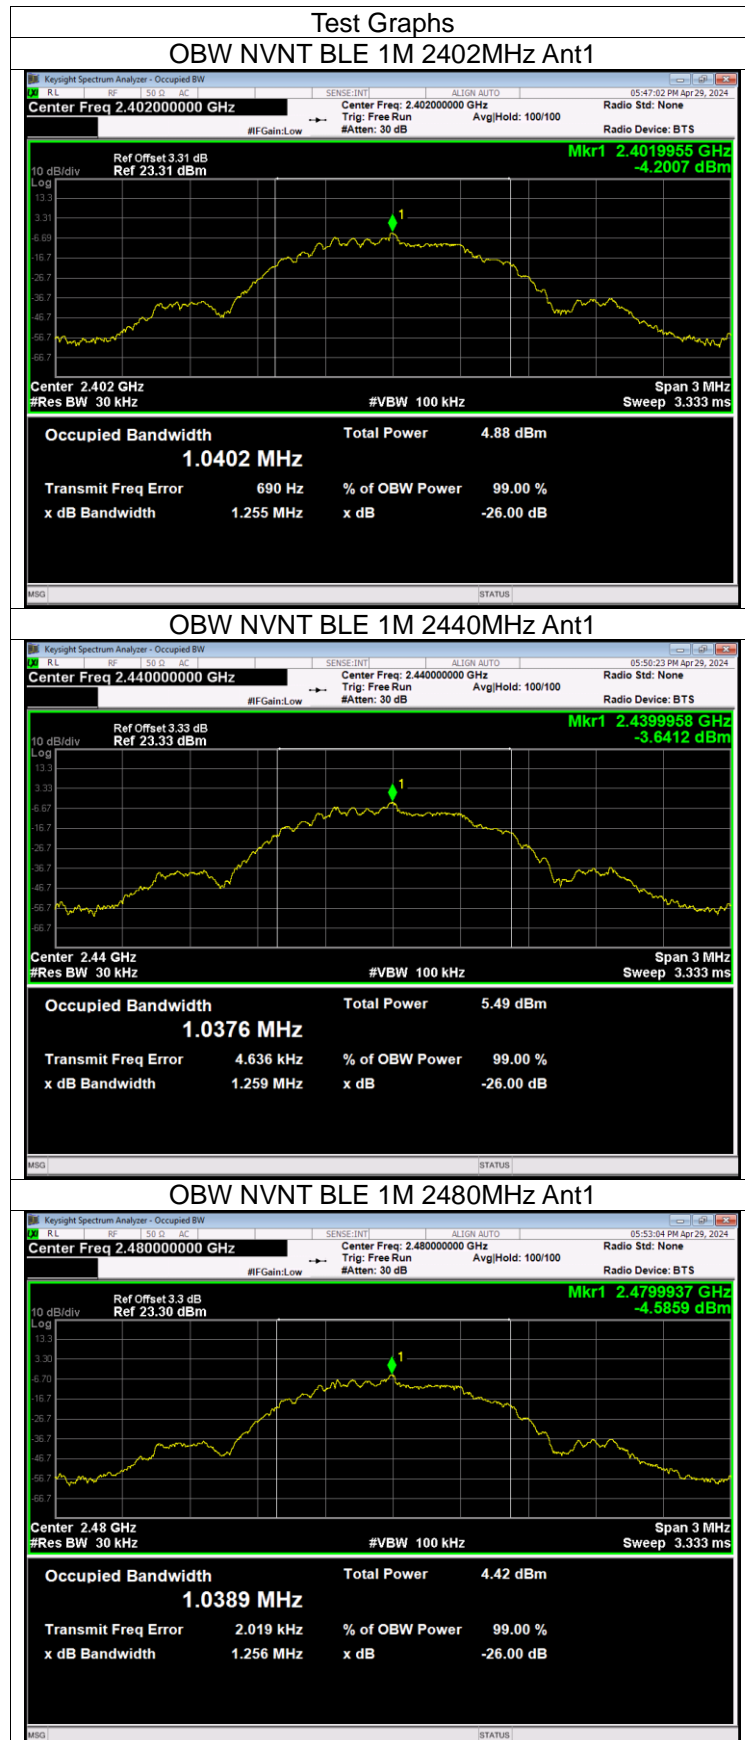 Test Graphs
OBW NVNT BLE 1M 2402MHz Ant1
Keysight Spectrum Analyzer - Occupied BW
LXI RL RF 50 Ω AC SENSE:INT ALIGN AUTO 05:47:02 PM Apr 29, 2024
Center Freq 2.402000000 GHz Center Freq: 2.402000000 GHz Radio Std: None
Trig: Free Run Avg|Hold: 100/100
#IFGain:Low #Atten: 30 dB Radio Device: BTS
Mkr1 2.4019955 GHz
Ref Offset 3.31 dB
10 dB/div Ref 23.31 dBm -4.2007 dBm
Log
13.3
1
3.31
-6.69
-16.7
-26.7
-36.7
-46.7
-56.7
-66.7
Center 2.402 GHz Span 3 MHz
#Res BW 30 kHz #VBW 100 kHz Sweep 3.333 ms
Occupied Bandwidth Total Power 4.88 dBm
1.0402 MHz
Transmit Freq Error 690 Hz % of OBW Power 99.00 %
x dB Bandwidth 1.255 MHz x dB -26.00 dB
MSG STATUS
OBW NVNT BLE 1M 2440MHz Ant1
Keysight Spectrum Analyzer - Occupied BW
LXI RL RF 50 Ω AC SENSE:INT ALIGN AUTO 05:50:23 PM Apr 29, 2024
Center Freq 2.440000000 GHz Center Freq: 2.440000000 GHz Radio Std: None
Trig: Free Run Avg|Hold: 100/100
#IFGain:Low #Atten: 30 dB Radio Device: BTS
Mkr1 2.4399958 GHz
Ref Offset 3.33 dB
10 dB/div Ref 23.33 dBm -3.6412 dBm
Log
13.3
1
3.33
-6.67
-16.7
-26.7
-36.7
-46.7
-56.7
-66.7
Center 2.44 GHz Span 3 MHz
#Res BW 30 kHz #VBW 100 kHz Sweep 3.333 ms
Occupied Bandwidth Total Power 5.49 dBm
1.0376 MHz
Transmit Freq Error 4.636 kHz % of OBW Power 99.00 %
x dB Bandwidth 1.259 MHz x dB -26.00 dB
MSG STATUS
OBW NVNT BLE 1M 2480MHz Ant1
Keysight Spectrum Analyzer - Occupied BW
LXI RL RF 50 Ω AC SENSE:INT ALIGN AUTO 05:53:04 PM Apr 29, 2024
Center Freq 2.480000000 GHz Center Freq: 2.480000000 GHz Radio Std: None
Trig: Free Run Avg|Hold: 100/100
#IFGain:Low #Atten: 30 dB Radio Device: BTS
Mkr1 2.4799937 GHz
Ref Offset 3.3 dB
10 dB/div Ref 23.30 dBm -4.5859 dBm
Log
13.3
1
3.30
-6.70
-16.7
-26.7
-36.7
-46.7
-56.7
-66.7
Center 2.48 GHz Span 3 MHz
#Res BW 30 kHz #VBW 100 kHz Sweep 3.333 ms
Occupied Bandwidth Total Power 4.42 dBm
1.0389 MHz
Transmit Freq Error 2.019 kHz % of OBW Power 99.00 %
x dB Bandwidth 1.256 MHz x dB -26.00 dB
MSG STATUS